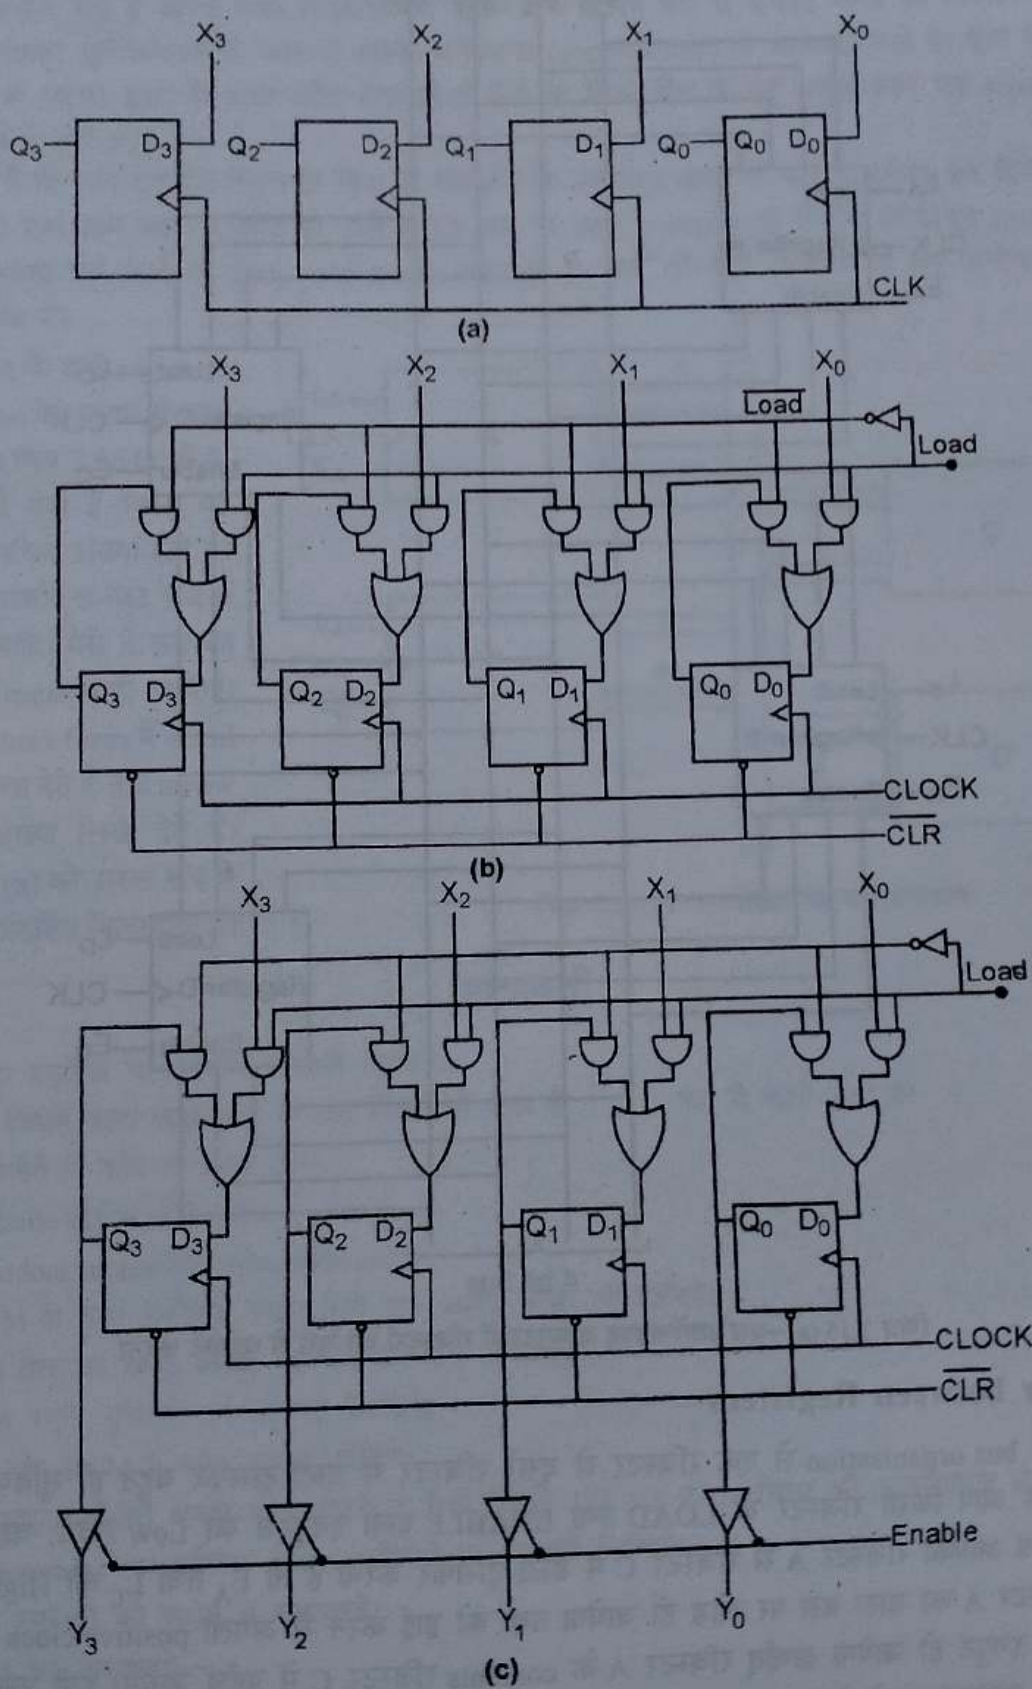 X3 X2 X1 X0
Q3 D3 Q2 D2 Q1 D1 Q0 Q0 D0
CLK
(a)
X3 X2 X1 X0
Load
Load
Q3 D3 Q2 D2 Q1 D1 Q0 D0
CLOCK
CLR
(b)
X3 X2 X1 X0
Load
Q3 D3 Q2 D2 Q1 D1 Q0 D0
CLOCK
CLR
Enable
Y3 Y2 Y1 Y0
(c)